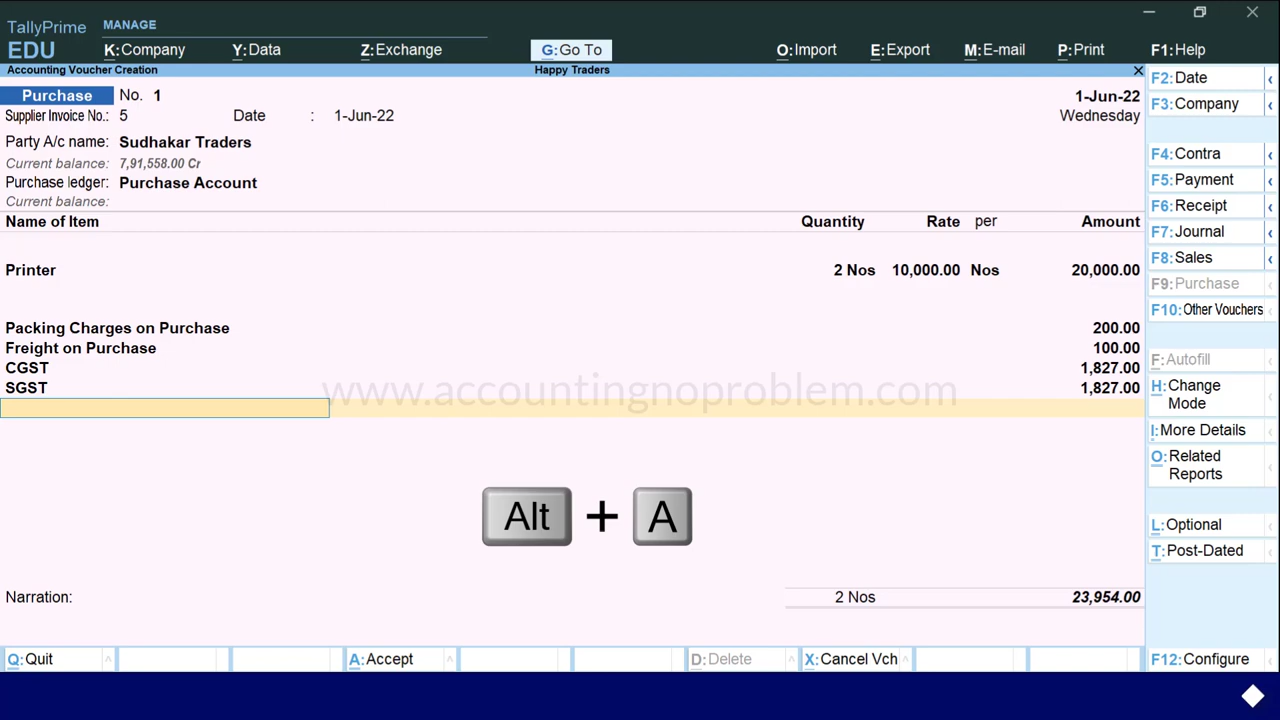 TallyPrime MANAGE
EDU K:Company Y:Data Z:Exchange G:Go To O:Import E:Export M:E-mail P:Print F1:Help
Accounting Voucher Creation Happy Traders
Purchase No. 1 1-Jun-22
Supplier Invoice No.: 5 Date : 1-Jun-22 Wednesday
Party A/c name: Sudhakar Traders
Current balance: 7,91,558.00 Cr
Purchase ledger: Purchase Account
Current balance:
Name of Item Quantity Rate per Amount
Printer 2 Nos 10,000.00 Nos 20,000.00
Packing Charges on Purchase 200.00
Freight on Purchase 100.00
CGST 1,827.00
SGST 1,827.00
www.accountingnoproblem.com
Alt + A
Narration: 2 Nos 23,954.00
F2:Date
F3:Company
F4:Contra
F5:Payment
F6:Receipt
F7:Journal
F8:Sales
F9:Purchase
F10:Other Vouchers
F:Autofill
H:Change
Mode
I:More Details
O:Related
Reports
L:Optional
T:Post-Dated
Q:Quit A:Accept D:Delete X:Cancel Vch F12:Configure